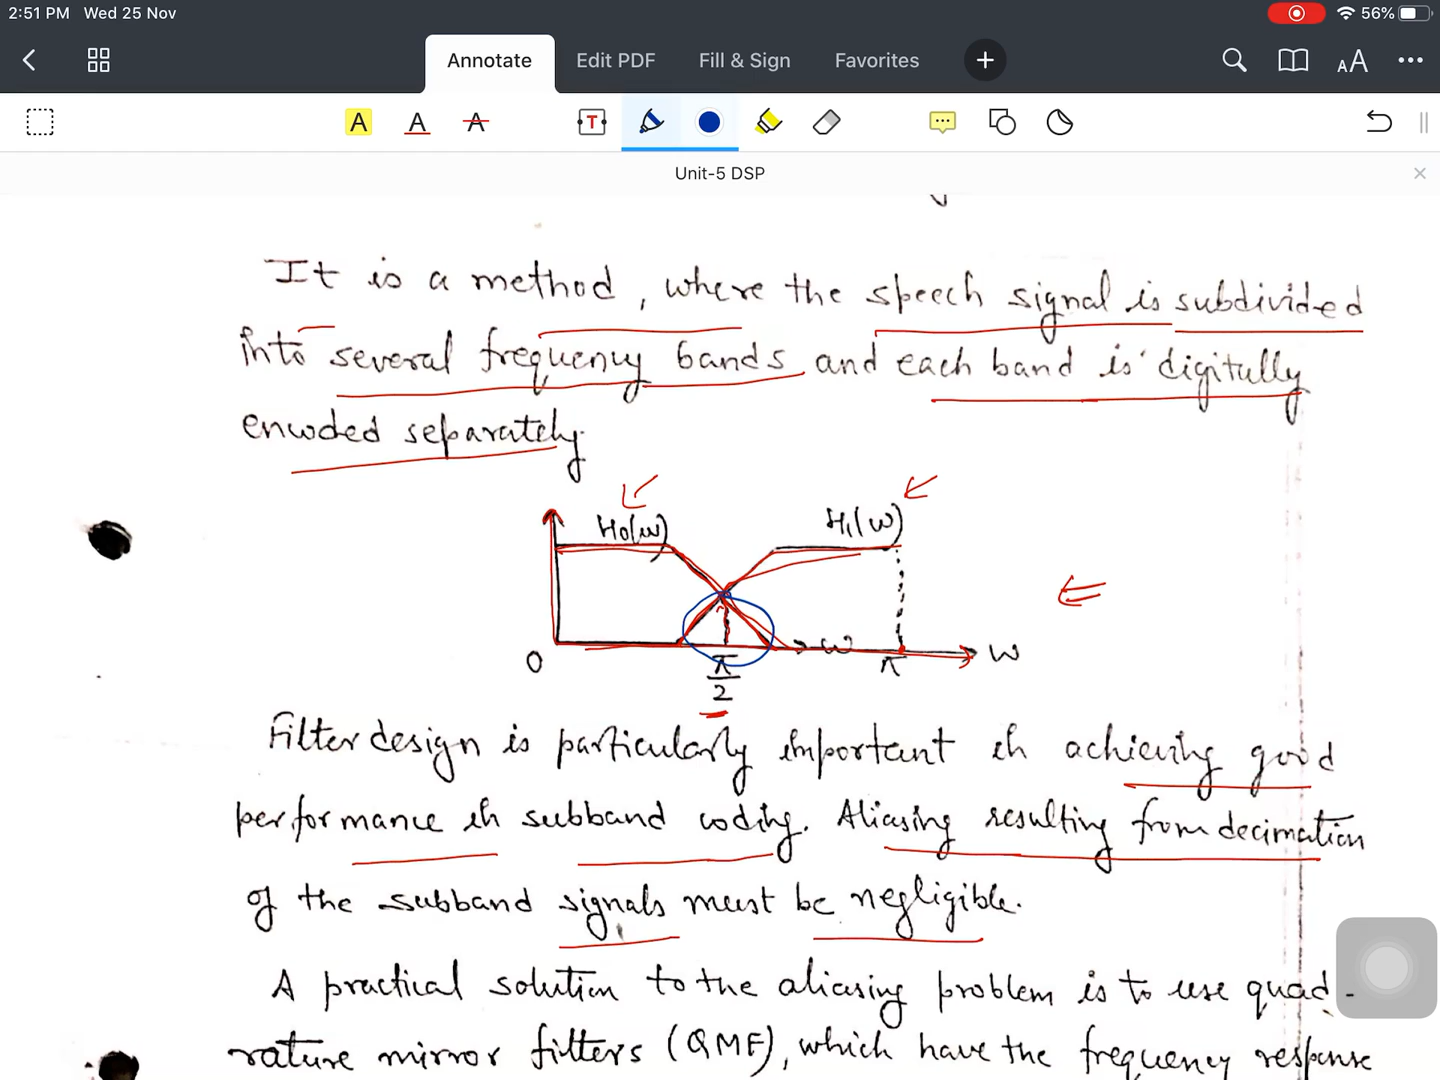 2:51 PM Wed 25 Nov
56%
Annotate
Edit PDF
Fill & Sign
Favorites
Unit-5 DSP
It is a method, where the speech signal is subdivided
into several frequency bands and each band is digitally
encoded separately.
H0(w)
H1(w)
0
π/2
w
π
w
Filter design is particularly important in achieving good
performance in subband coding. Aliasing resulting from decimation
of the subband signals must be negligible.
A practical solution to the aliasing problem is to use quad-
rature mirror filters (QMF), which have the frequency response